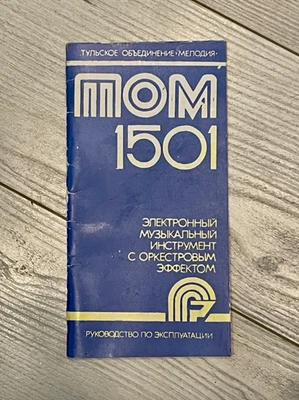 ТУЛЬСКОЕ ОБЪЕДИНЕНИЕ «МЕЛОДИЯ»
ТОМ
1501
ЭЛЕКТРОННЫЙ
МУЗЫКАЛЬНЫЙ
ИНСТРУМЕНТ
С ОРКЕСТРОВЫМ
ЭФФЕКТОМ
РУКОВОДСТВО ПО ЭКСПЛУАТАЦИИ